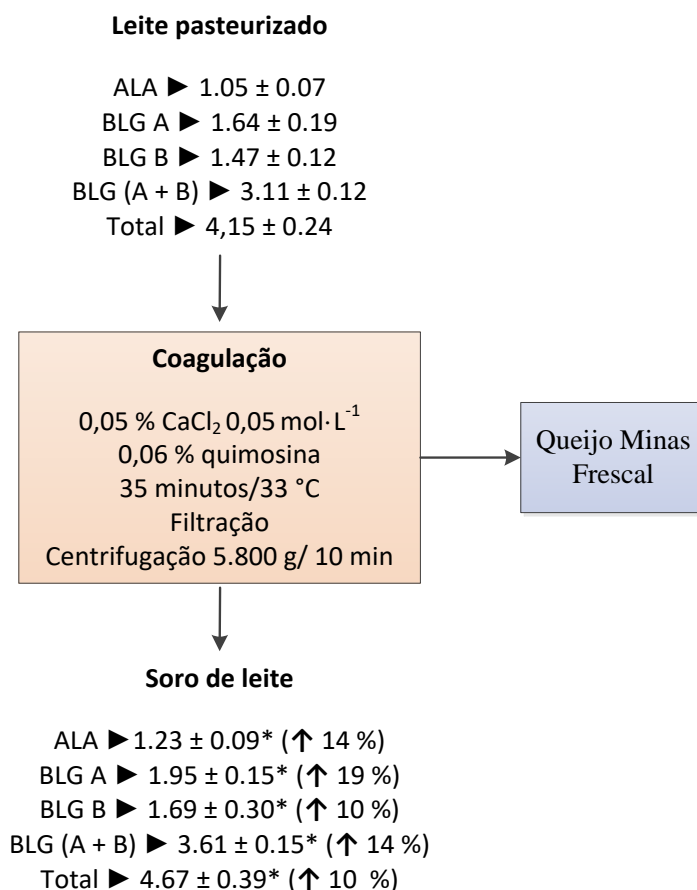 Leite pasteurizado
ALA ► 1.05 ± 0.07
BLG A ► 1.64 ± 0.19
BLG B ► 1.47 ± 0.12
BLG (A + B) ► 3.11 ± 0.12
Total ► 4,15 ± 0.24
Coagulação
0,05 % CaCl₂ 0,05 mol·L⁻¹
0,06 % quimosina
35 minutos/33 °C
Filtração
Centrifugação 5.800 g/ 10 min
Queijo Minas
Frescal
Soro de leite
ALA ►1.23 ± 0.09* (↑ 14 %)
BLG A ► 1.95 ± 0.15* (↑ 19 %)
BLG B ► 1.69 ± 0.30* (↑ 10 %)
BLG (A + B) ► 3.61 ± 0.15* (↑ 14 %)
Total ► 4.67 ± 0.39* (↑ 10 %)